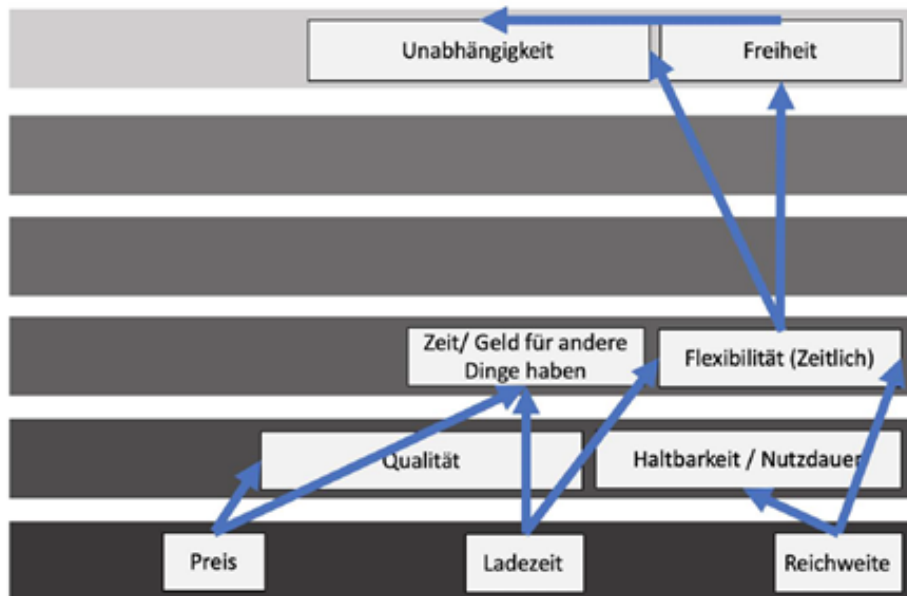 Unabhängigkeit
Freiheit
Zeit/ Geld für andere
Dinge haben
Flexibilität (Zeitlich)
Qualität
Haltbarkeit / Nutzdauer
Preis
Ladezeit
Reichweite